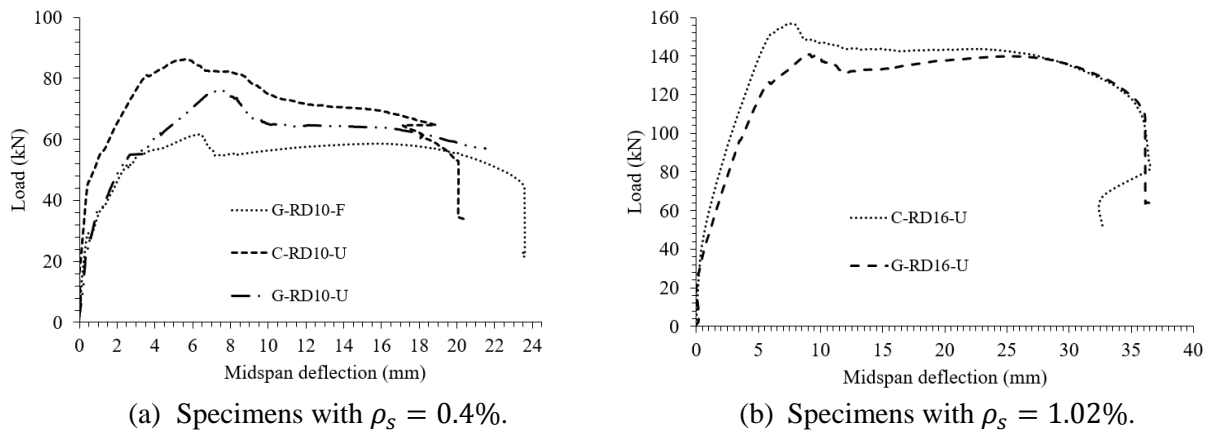 100
80
60
40
20
0
Load (kN)
G-RD10-F
C-RD10-U
G-RD10-U
0 2 4 6 8 10 12 14 16 18 20 22 24
Midspan deflection (mm)
(a) Specimens with ρₛ = 0.4%.
160
140
120
100
80
60
40
20
0
Load (kN)
C-RD16-U
G-RD16-U
0 5 10 15 20 25 30 35 40
Midspan deflection (mm)
(b) Specimens with ρₛ = 1.02%.